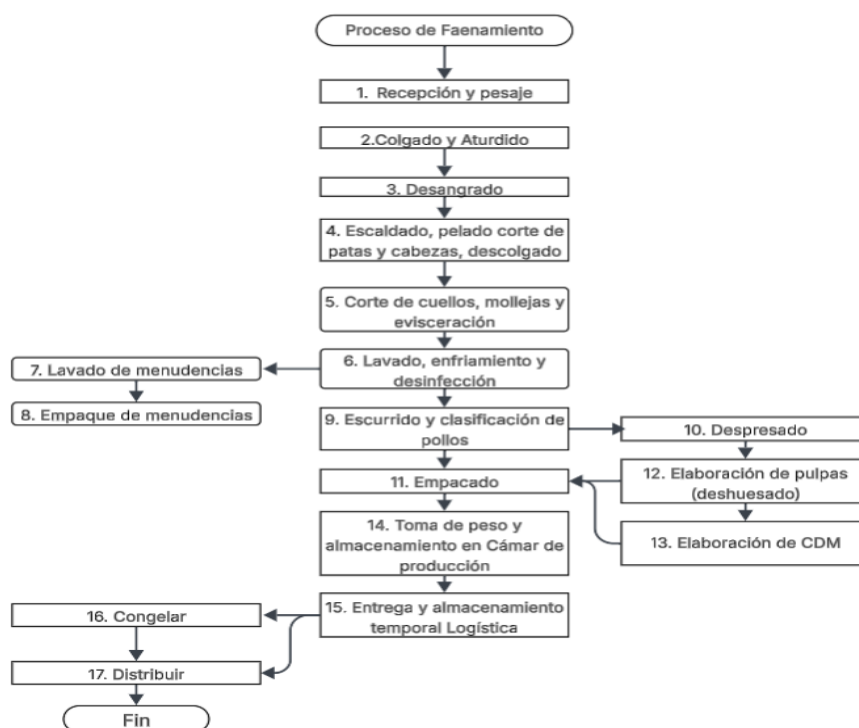 Proceso de Faenamiento
1. Recepción y pesaje
2.Colgado y Aturdido
3. Desangrado
4. Escaldado, pelado corte de
patas y cabezas, descolgado
5. Corte de cuellos, mollejas y
evisceración
6. Lavado, enfriamiento y
desinfección
7. Lavado de menudencias
8. Empaque de menudencias
9. Escurrido y clasificación de
pollos
10. Despresado
11. Empacado
12. Elaboración de pulpas
(deshuesado)
13. Elaboración de CDM
14. Toma de peso y
almacenamiento en Cámar de
producción
15. Entrega y almacenamiento
temporal Logística
16. Congelar
17. Distribuir
Fin